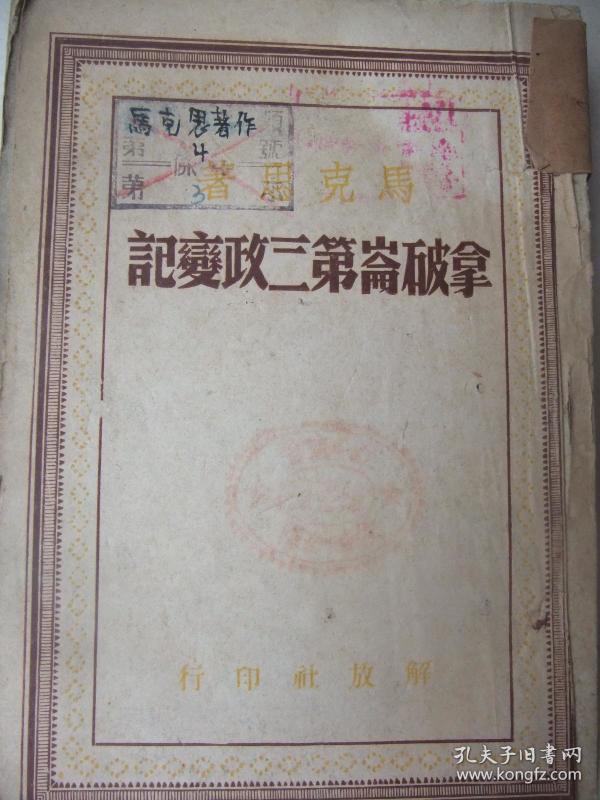 馬克思著作
4
3
馬克思著
拿破崙第三政變記
解放社印行
孔夫子旧書网
www.kongfz.com